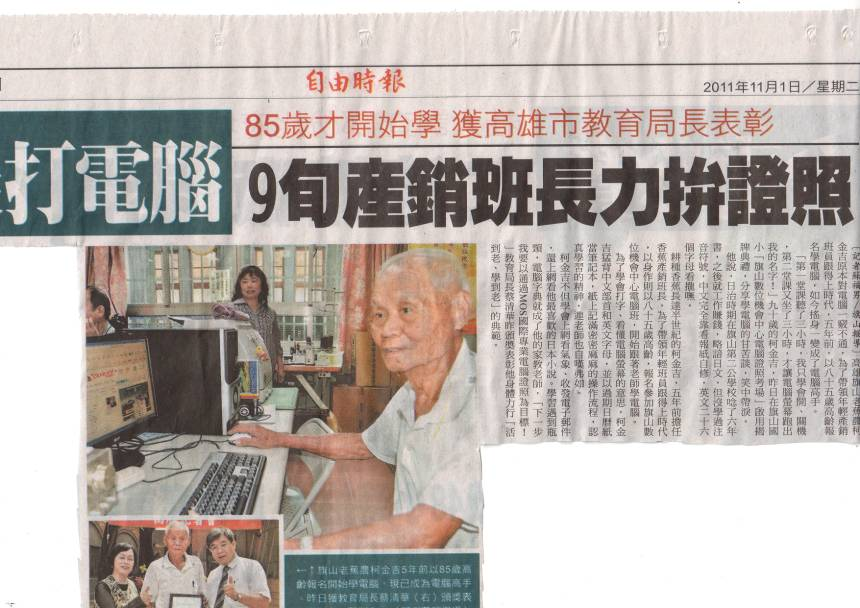 自由時報
2011年11月1日／星期二
85歲才開始學 獲高雄市教育局長表彰
打電腦
9旬產銷班長力拚證照
金吉原本對電腦一竅不通，為了帶領年輕產銷
班員跟得上時代，五年前，以八十五歲高齡報
名學電腦，如今搖身一變成了電腦高手。
「第一堂課聽了三小時，我只學會開、關機
，第二堂課又坐了三小時，才讓電腦螢幕跑出
我的名字！」九十歲的柯金吉，昨日在旗山國
小「旗山數位機會中心電腦證照考場」啟用揭
牌典禮，分享學電腦的甘苦談，笑中帶淚。
他說，日治時期在旗山第二公學校唸了六年
書，之後就工作賺錢，略諳日文，但沒學過注
音符號，中文完全靠看報紙自修，英文二十六
個字母看攏嘸。
耕種香蕉長達半世紀的柯金吉，五年前擔任
香蕉產銷班長，為了帶領年輕班員跟得上時代
，以身作則以八十五歲高齡，報名參加旗山數
位機會中心電腦班，開始跟著老師學電腦。
為了學會打字、看懂電腦螢幕的意思，柯金
吉猛背中文部首和英文字母，並以過期日曆紙
當筆記本，紙上記滿密密麻麻的操作流程，認
真學習的精神，連老師也自嘆弗如。
柯金吉不但學會上網看氣象、收發電子郵件
，還上網看他最喜歡的日本小說。學習遇到瓶
頸，電腦字典就成了他的家教老師，「下一步
我要以通過MOS國際專業電腦證照為目標！
」教育局長蔡清華昨頒獎表彰他身體力行「活
到老、學到老」的典範。
←↑旗山老蕉農柯金吉5年前以85歲高
齡報名開始學電腦，現已成為電腦高手
，昨日獲教育局長蔡清華（右）頒獎表